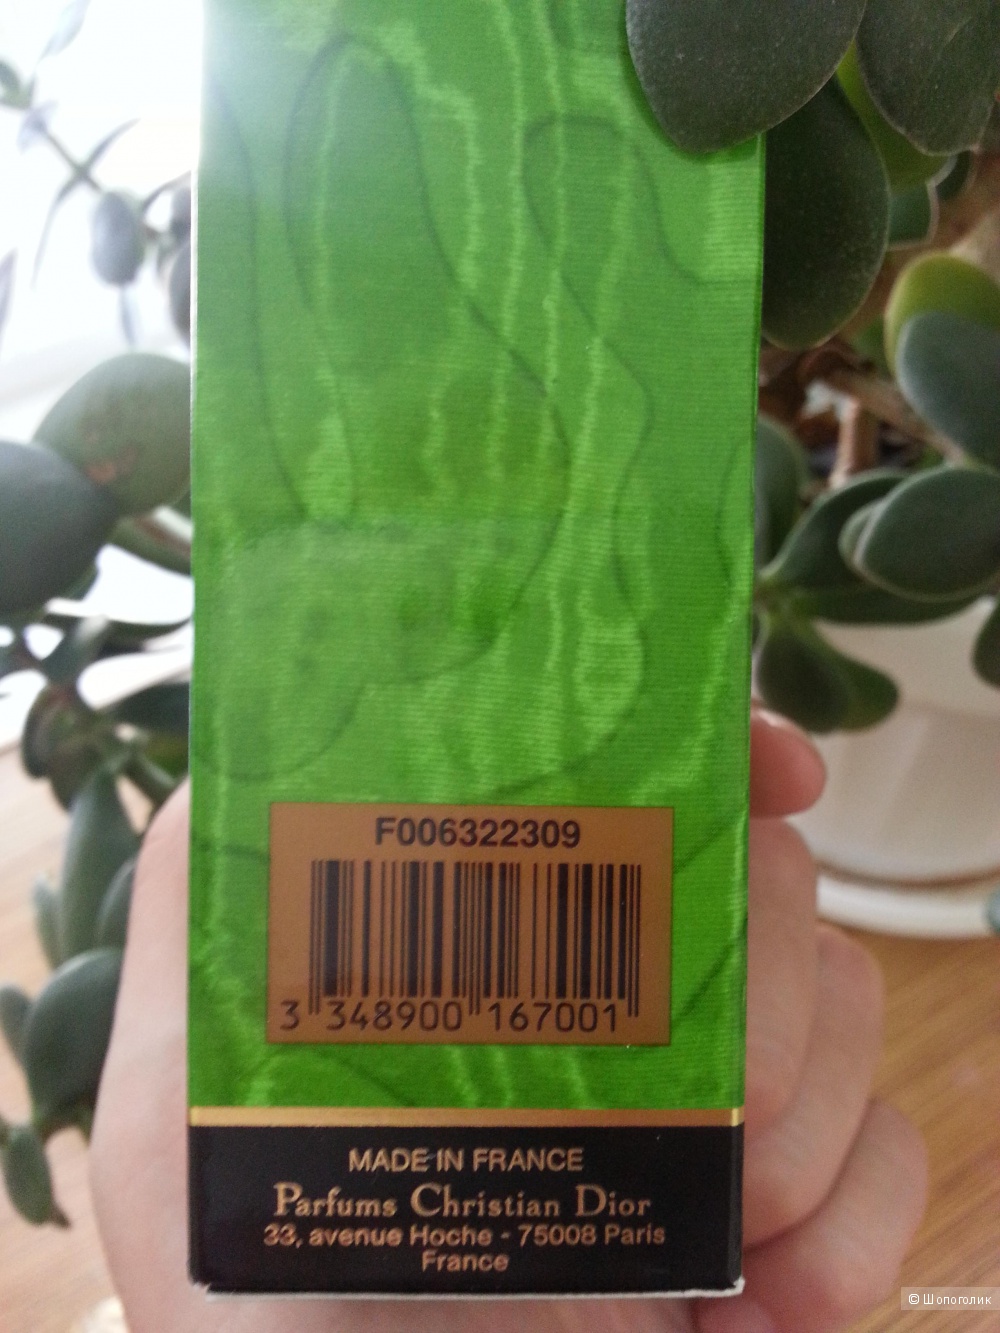 F006322309
3 348900 167001
MADE IN FRANCE
Parfums Christian Dior
33, avenue Hoche - 75008 Paris
France
© Шопоголик